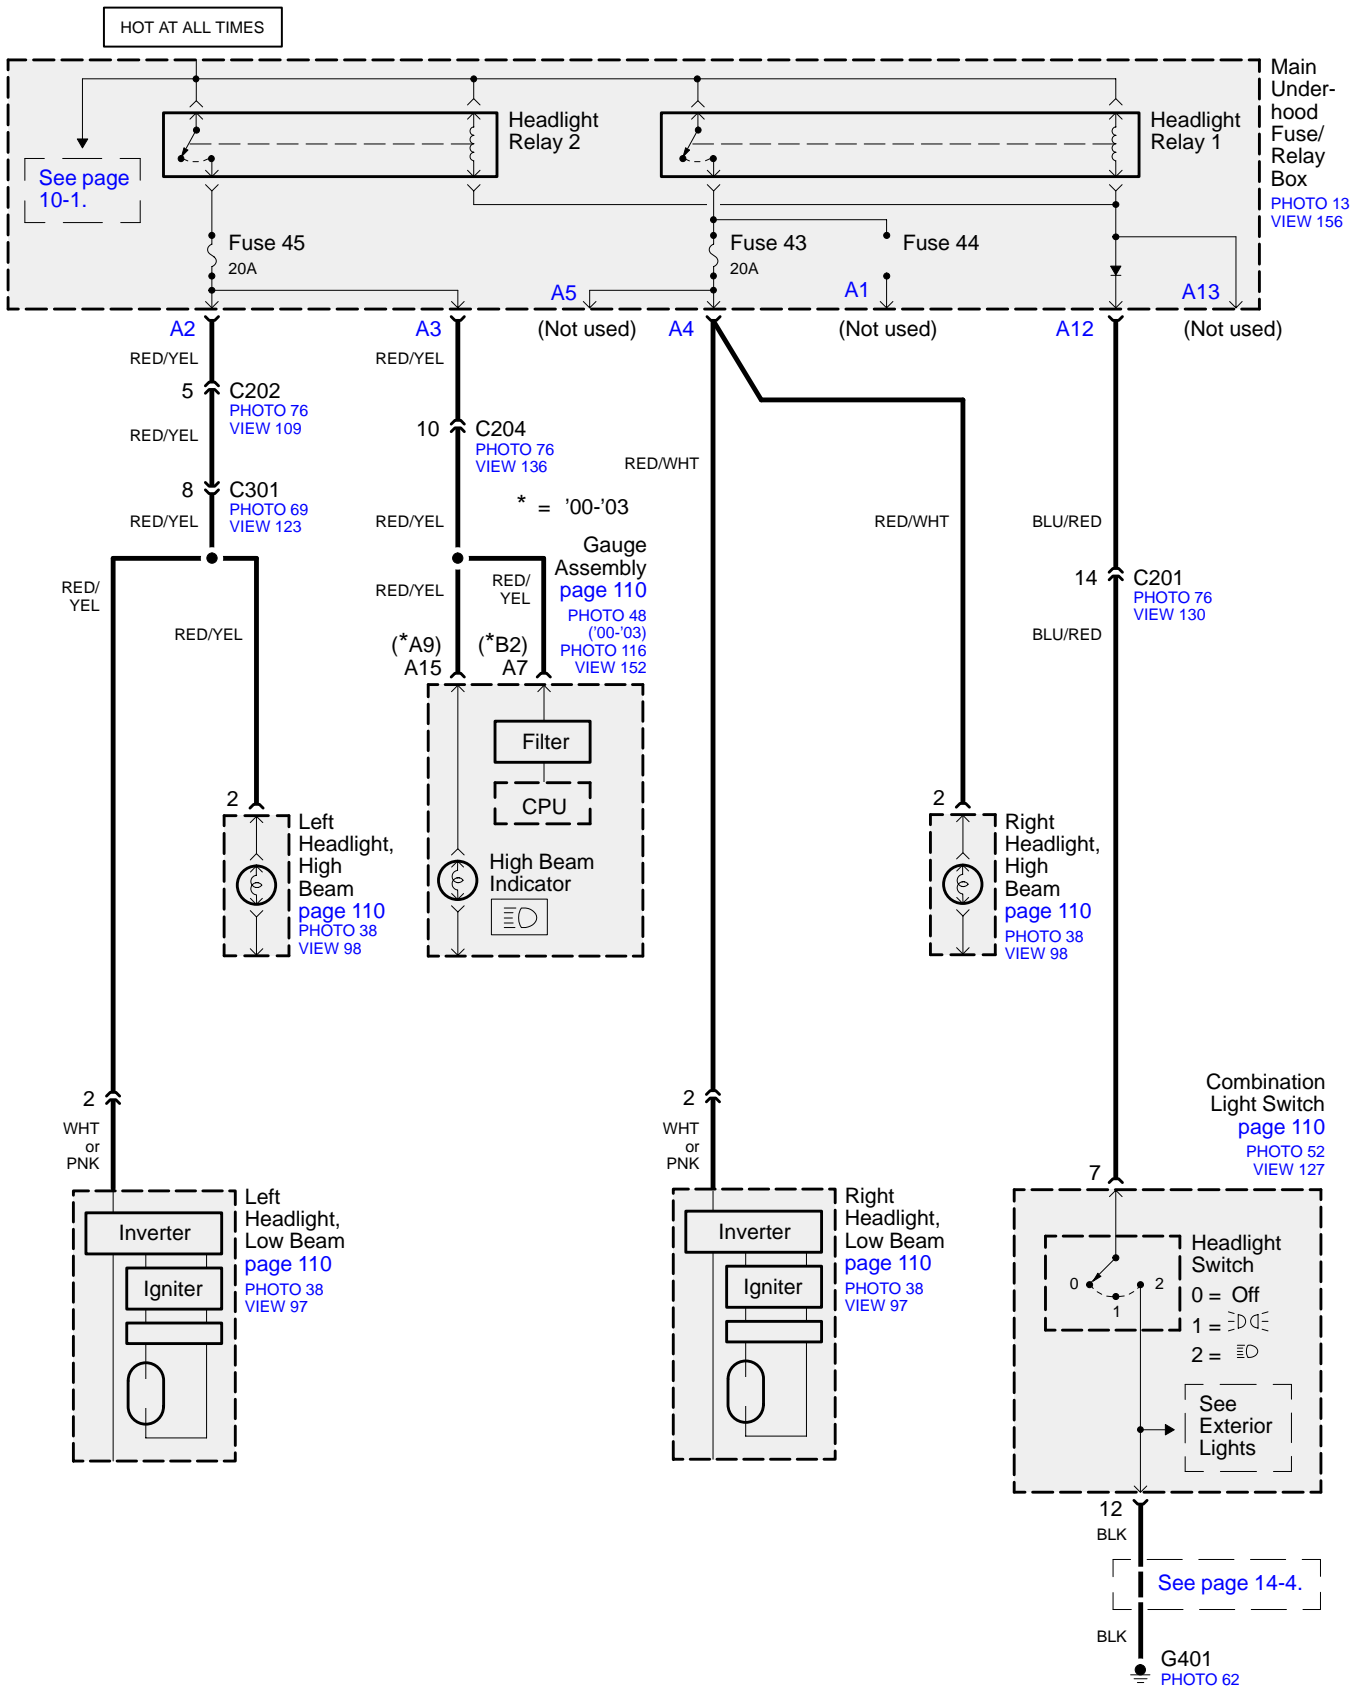 HOT AT ALL TIMES
Main
Under-
hood
Fuse/
Relay
Box
PHOTO 13
VIEW 156
See page
10-1.
Headlight
Relay 2
Headlight
Relay 1
Fuse 45
20A
Fuse 43
20A
Fuse 44
A5
A1
A13
A2
A3
(Not used)
A4
(Not used)
A12
(Not used)
RED/YEL
5
C202
PHOTO 76
VIEW 109
RED/YEL
8
C301
PHOTO 69
VIEW 123
RED/YEL
RED/
YEL
RED/YEL
RED/YEL
10
C204
PHOTO 76
VIEW 136
* = '00-'03
RED/YEL
RED/YEL
RED/
YEL
Gauge
Assembly
page 110
PHOTO 48
('00-'03)
PHOTO 116
VIEW 152
(*A9)
A15
(*B2)
A7
Filter
CPU
High Beam
Indicator
RED/WHT
RED/WHT
BLU/RED
14
C201
PHOTO 76
VIEW 130
BLU/RED
2
Left
Headlight,
High
Beam
page 110
PHOTO 38
VIEW 98
2
Right
Headlight,
High
Beam
page 110
PHOTO 38
VIEW 98
2
WHT
or
PNK
Left
Headlight,
Low Beam
page 110
PHOTO 38
VIEW 97
Inverter
Igniter
2
WHT
or
PNK
Right
Headlight,
Low Beam
page 110
PHOTO 38
VIEW 97
Inverter
Igniter
Combination
Light Switch
page 110
PHOTO 52
VIEW 127
7
Headlight
Switch
0 = Off
1 =
2 =
0
1
2
See
Exterior
Lights
12
BLK
See page 14-4.
BLK
G401
PHOTO 62